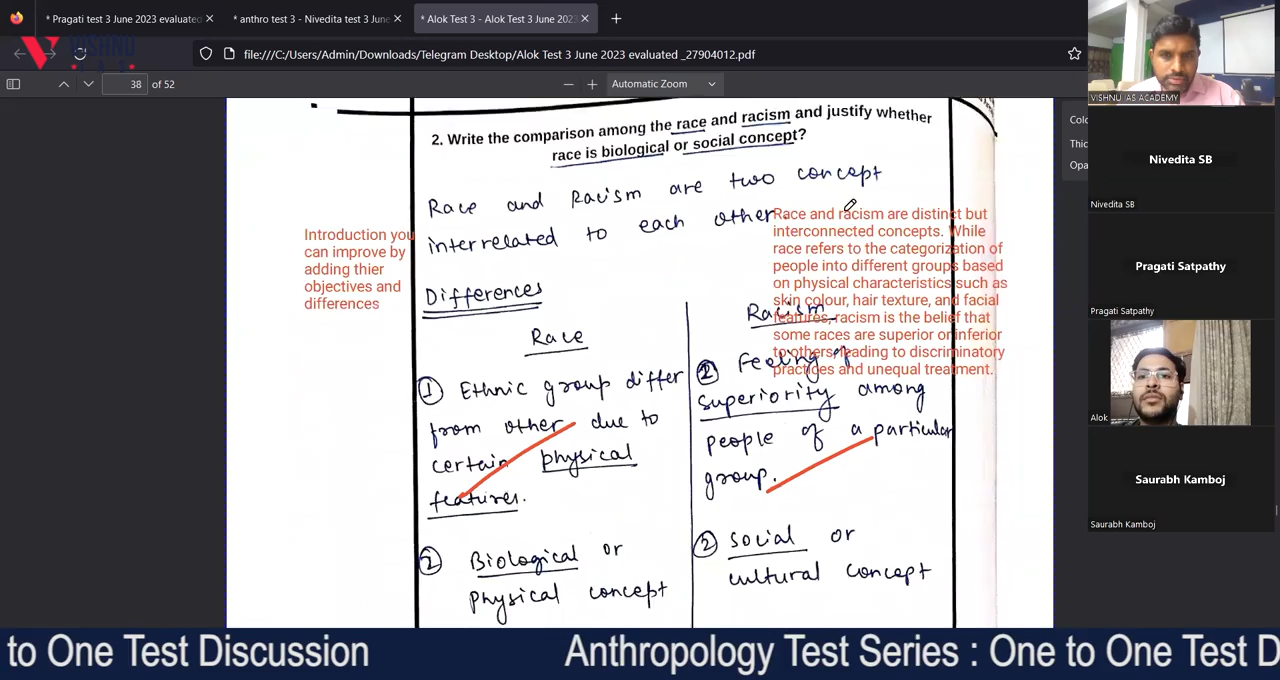 * Pragati test 3 June 2023 evaluated
* anthro test 3 - Nivedita test 3 June
* Alok Test 3 - Alok Test 3 June 2023
VISHNU
IAS
file:///C:/Users/Admin/Downloads/Telegram Desktop/Alok Test 3 June 2023 evaluated _27904012.pdf
38 of 52
Automatic Zoom
2. Write the comparison among the race and racism and justify whether
race is biological or social concept?
Race and Racism are two concept
interrelated to each other.
Introduction you
can improve by
adding thier
objectives and
differences
Race and racism are distinct but
interconnected concepts. While
race refers to the categorization of
people into different groups based
on physical characteristics such as
skin colour, hair texture, and facial
features, racism is the belief that
some races are superior or inferior
to others, leading to discriminatory
practices and unequal treatment.
Differences
Race
① Ethnic group differ
from other due to
certain physical
features.
② Biological or
Physical concept
Racism
② Feeling of
superiority among
people of a particular
group.
② Social or
cultural concept
Colo
Thic
Opa
VISHNU IAS ACADEMY
Nivedita SB
Nivedita SB
Pragati Satpathy
Pragati Satpathy
Alok
Saurabh Kamboj
Saurabh Kamboj
to One Test Discussion
Anthropology Test Series : One to One Test D